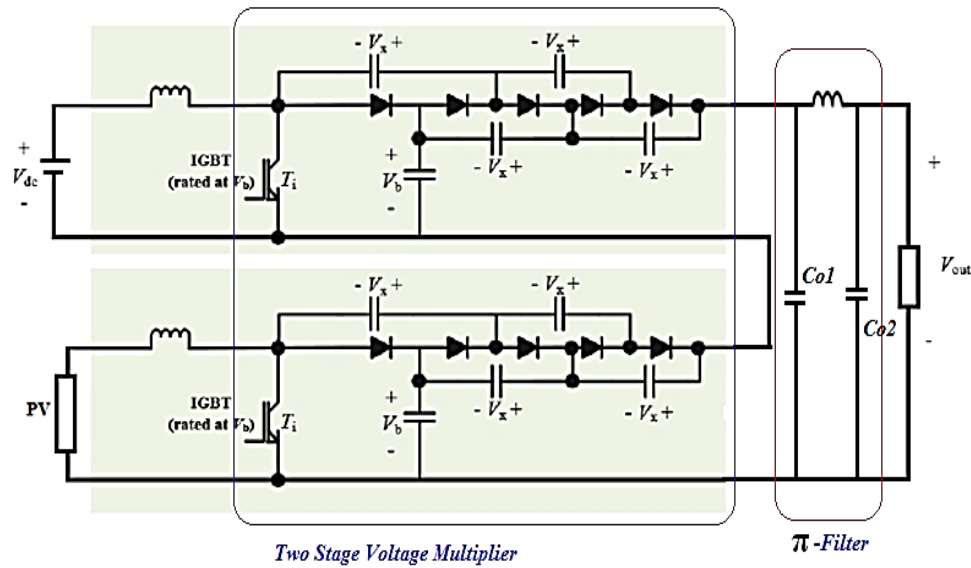 - Vx +
- Vx +
+
Vdc
-
IGBT
(rated at Vb)
Ti
+
Vb
-
- Vx +
- Vx +
+
Vout
-
Co1
Co2
- Vx +
- Vx +
PV
IGBT
(rated at Vb)
Ti
+
Vb
-
- Vx +
- Vx +
Two Stage Voltage Multiplier
π -Filter